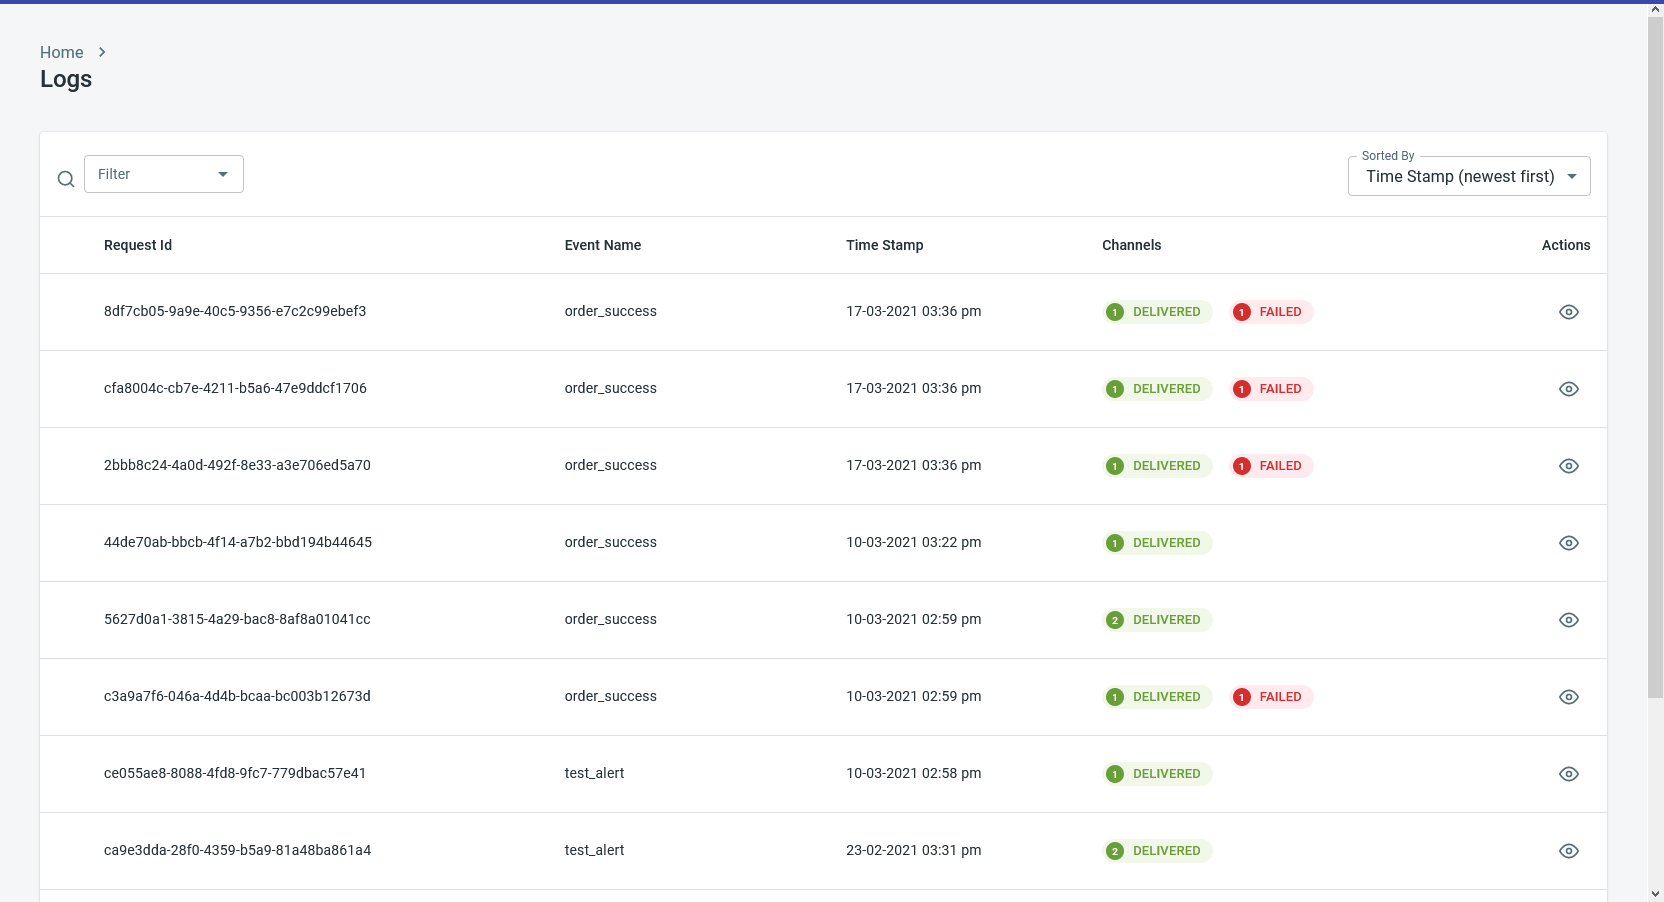 Home
Logs
Filter
Sorted By
Time Stamp (newest first)
Request Id Event Name Time Stamp Channels Actions
8df7cb05-9a9e-40c5-9356-e7c2c99ebef3 order_success 17-03-2021 03:36 pm 1 DELIVERED 1 FAILED
cfa8004c-cb7e-4211-b5a6-47e9ddcf1706 order_success 17-03-2021 03:36 pm 1 DELIVERED 1 FAILED
2bbb8c24-4a0d-492f-8e33-a3e706ed5a70 order_success 17-03-2021 03:36 pm 1 DELIVERED 1 FAILED
44de70ab-bbcb-4f14-a7b2-bbd194b44645 order_success 10-03-2021 03:22 pm 1 DELIVERED
5627d0a1-3815-4a29-bac8-8af8a01041cc order_success 10-03-2021 02:59 pm 2 DELIVERED
c3a9a7f6-046a-4d4b-bcaa-bc003b12673d order_success 10-03-2021 02:59 pm 1 DELIVERED 1 FAILED
ce055ae8-8088-4fd8-9fc7-779dbac57e41 test_alert 10-03-2021 02:58 pm 1 DELIVERED
ca9e3dda-28f0-4359-b5a9-81a48ba861a4 test_alert 23-02-2021 03:31 pm 2 DELIVERED